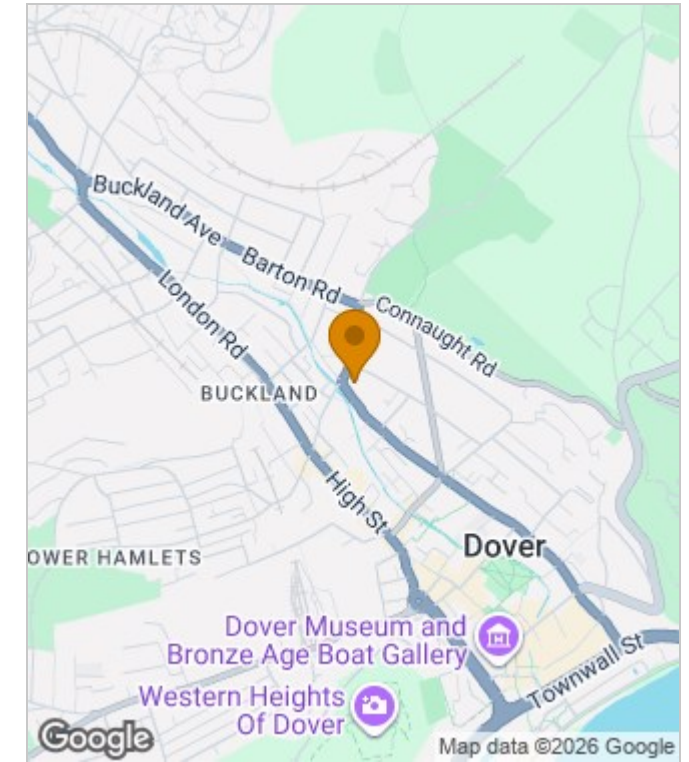 Buckland Ave
Barton Rd
Connaught Rd
London Rd
BUCKLAND
High St
Dover
OWER HAMLETS
Dover Museum and
Bronze Age Boat Gallery
Western Heights
Of Dover
Townwall St
Google
Map data ©2026 Google